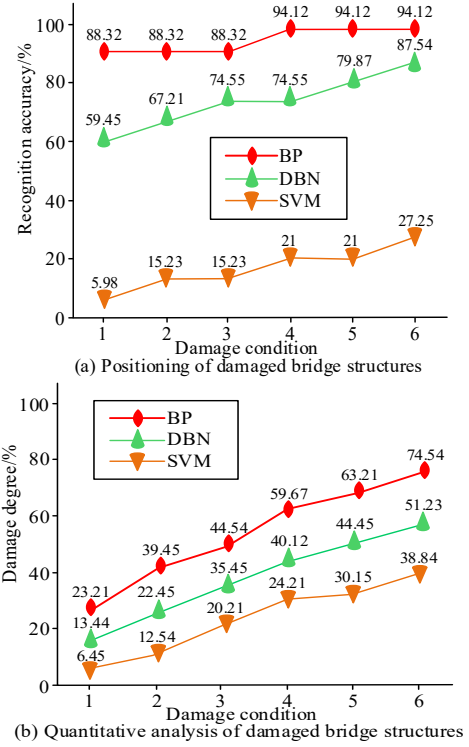 94.12 94.12 94.12
88.32 88.32 88.32
87.54
79.87
74.55 74.55
67.21
59.45
BP
DBN
SVM
27.25
21 21
15.23 15.23
5.98
100
80
60
40
20
0
Recognition accuracy/%
1 2 3 4 5 6
Damage condition
(a) Positioning of damaged bridge structures
100
80
60
40
20
0
Damage degree/%
BP
DBN
SVM
23.21 39.45 44.54 59.67 63.21 74.54
13.44 22.45 35.45 40.12 44.45 51.23
6.45 12.54 20.21 24.21 30.15 38.84
1 2 3 4 5 6
Damage condition
(b) Quantitative analysis of damaged bridge structures